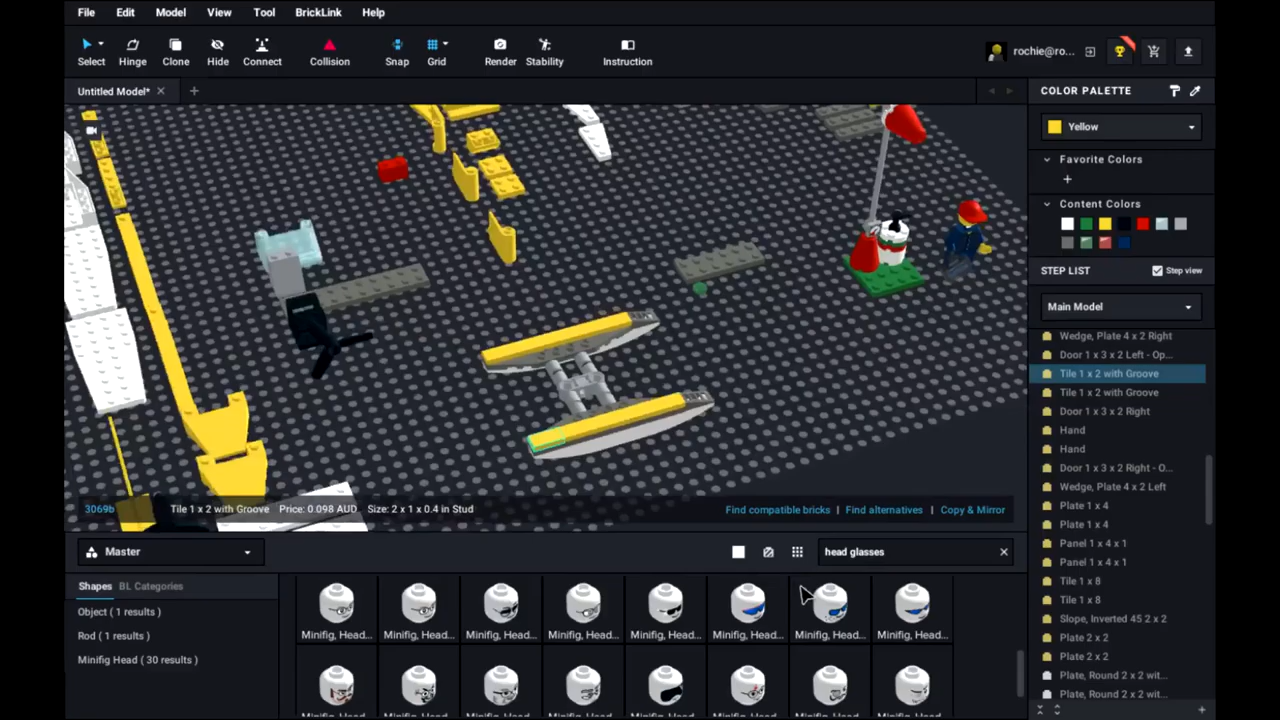 File Edit Model View Tool BrickLink Help
Select Hinge Clone Hide Connect Collision Snap Grid Render Stability Instruction
rochie@ro...
Untitled Model*
COLOR PALETTE
Yellow
Favorite Colors
Content Colors
STEP LIST Step view
Main Model
Wedge, Plate 4 x 2 Right
Door 1 x 3 x 2 Left - Op...
Tile 1 x 2 with Groove
Tile 1 x 2 with Groove
Door 1 x 3 x 2 Right
Hand
Hand
Door 1 x 3 x 2 Right - O...
Wedge, Plate 4 x 2 Left
Plate 1 x 4
Plate 1 x 4
Panel 1 x 4 x 1
Panel 1 x 4 x 1
Tile 1 x 8
Tile 1 x 8
Slope, Inverted 45 2 x 2
Plate 2 x 2
Plate 2 x 2
Plate, Round 2 x 2 wit...
Plate, Round 2 x 2 wit...
3069b Tile 1 x 2 with Groove Price: 0.098 AUD Size: 2 x 1 x 0.4 in Stud
Find compatible bricks | Find alternatives | Copy & Mirror
Master
head glasses
Shapes BL Categories
Object ( 1 results )
Rod ( 1 results )
Minifig Head ( 30 results )
Minifig, Head... Minifig, Head... Minifig, Head... Minifig, Head... Minifig, Head... Minifig, Head... Minifig, Head... Minifig, Head...